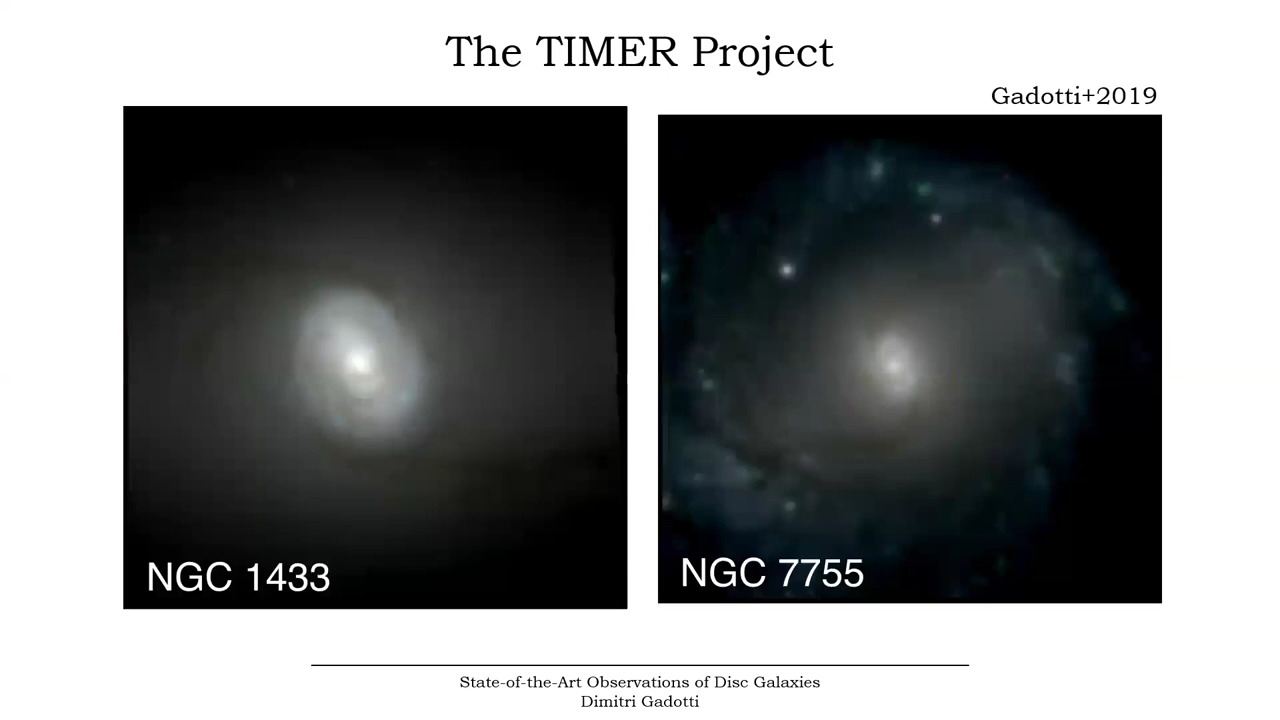 The TIMER Project
Gadotti+2019
NGC 1433
NGC 7755
State-of-the-Art Observations of Disc Galaxies
Dimitri Gadotti